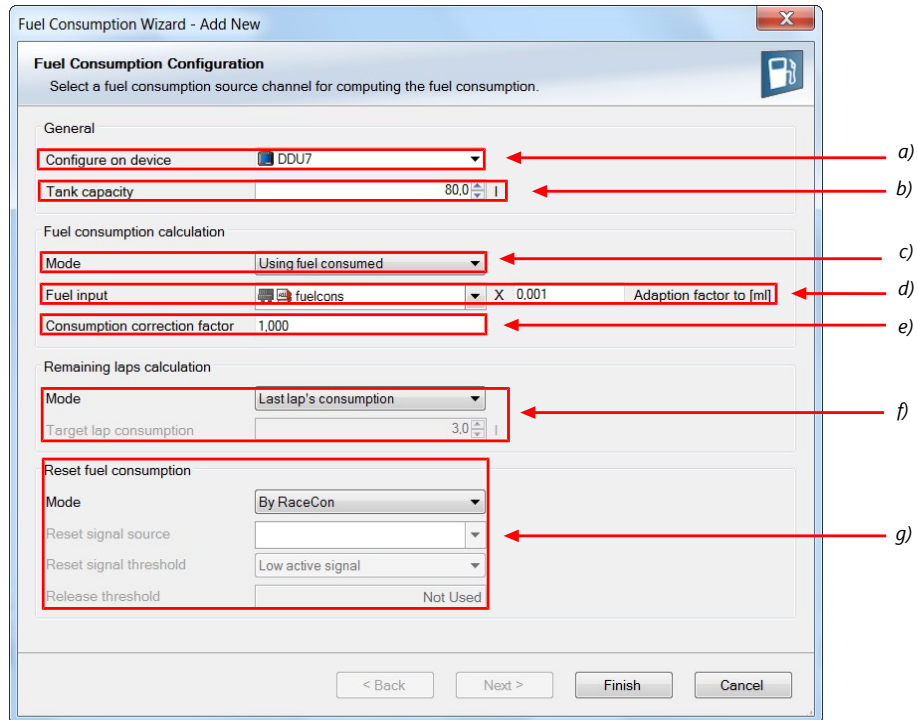 Fuel Consumption Wizard - Add New
Fuel Consumption Configuration
Select a fuel consumption source channel for computing the fuel consumption.
General
Configure on device DDU7 a)
Tank capacity 80,0 l b)
Fuel consumption calculation
Mode Using fuel consumed c)
Fuel input fuelcons X 0,001 Adaption factor to [ml] d)
Consumption correction factor 1,000 e)
Remaining laps calculation
Mode Last lap's consumption
Target lap consumption 3,0 l f)
Reset fuel consumption
Mode By RaceCon
Reset signal source g)
Reset signal threshold Low active signal
Release threshold Not Used
< Back Next > Finish Cancel